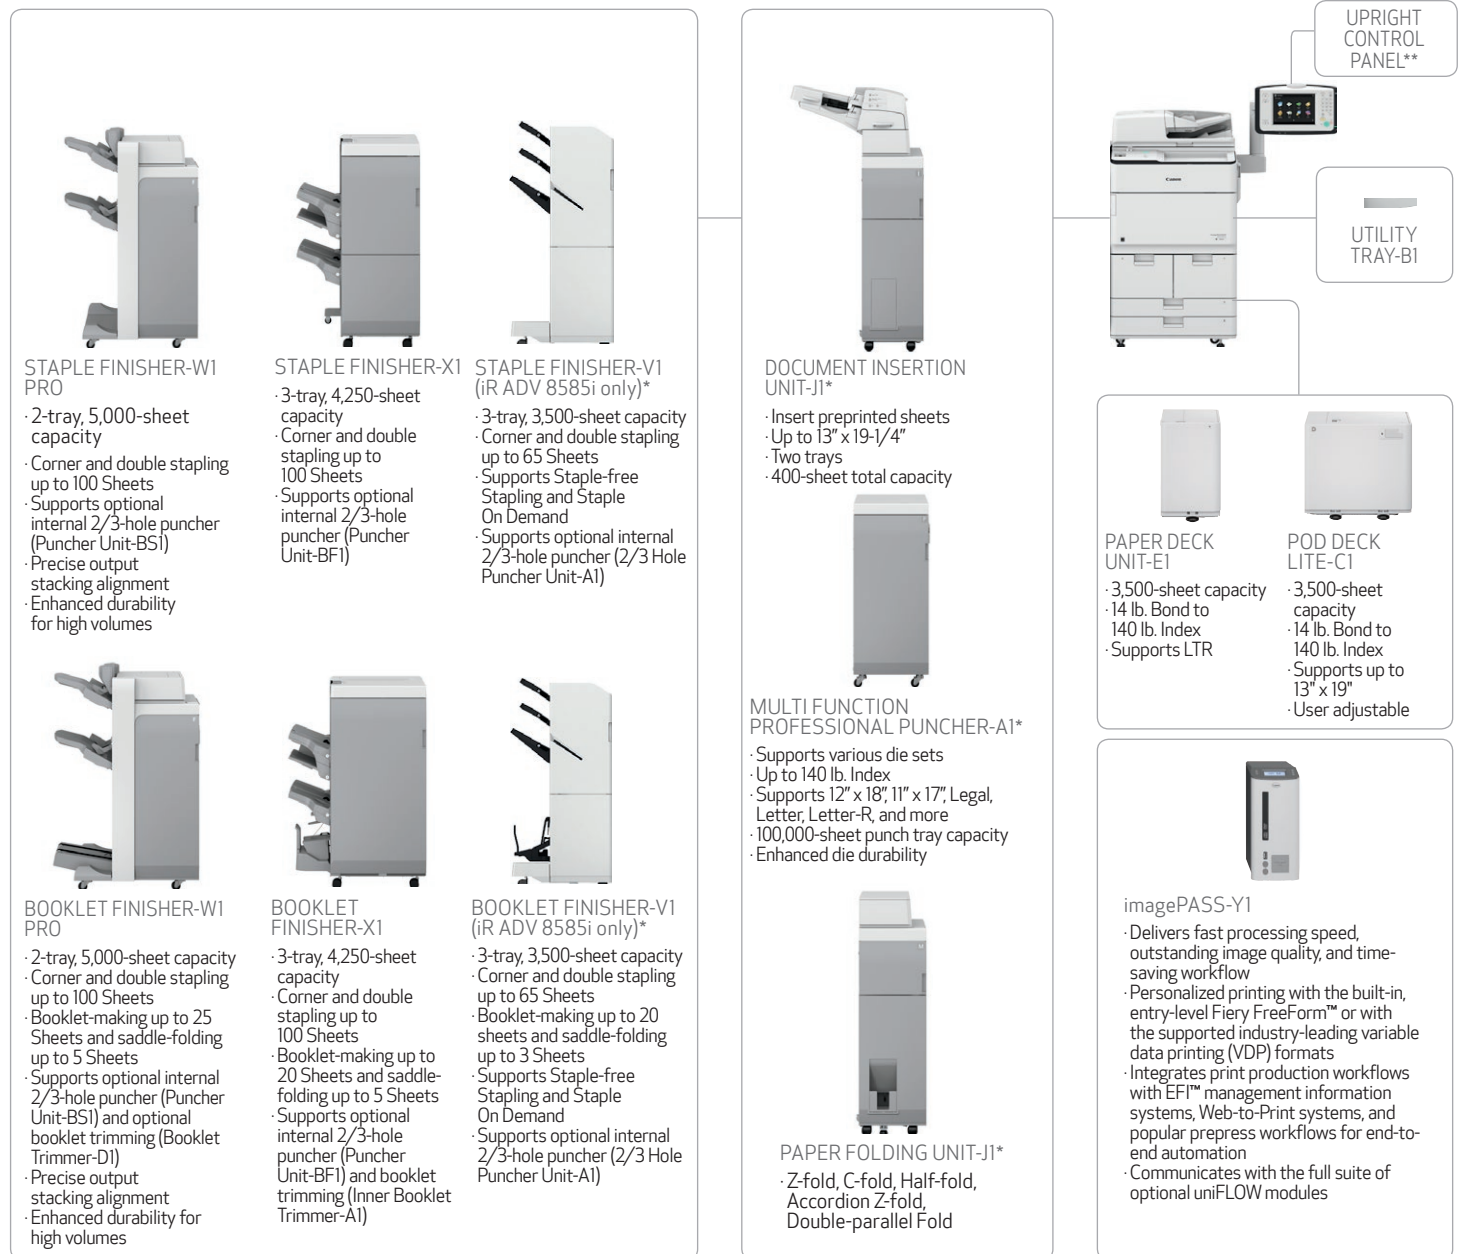 UPRIGHT
CONTROL
PANEL**
Canon
UTILITY
TRAY-B1
STAPLE FINISHER-W1
PRO
· 2-tray, 5,000-sheet
capacity
· Corner and double stapling
up to 100 Sheets
· Supports optional
internal 2/3-hole puncher
(Puncher Unit-BS1)
· Precise output
stacking alignment
· Enhanced durability
for high volumes
STAPLE FINISHER-X1
· 3-tray, 4,250-sheet
capacity
· Corner and double
stapling up to
100 Sheets
· Supports optional
internal 2/3-hole
puncher (Puncher
Unit-BF1)
STAPLE FINISHER-V1
(iR ADV 8585i only)*
· 3-tray, 3,500-sheet capacity
· Corner and double stapling
up to 65 Sheets
· Supports Staple-free
Stapling and Staple
On Demand
· Supports optional internal
2/3-hole puncher (2/3 Hole
Puncher Unit-A1)
BOOKLET FINISHER-W1
PRO
· 2-tray, 5,000-sheet capacity
· Corner and double stapling
up to 100 Sheets
· Booklet-making up to 25
Sheets and saddle-folding
up to 5 Sheets
· Supports optional internal
2/3-hole puncher (Puncher
Unit-BS1) and optional
booklet trimming (Booklet
Trimmer-D1)
· Precise output
stacking alignment
· Enhanced durability for
high volumes
BOOKLET
FINISHER-X1
· 3-tray, 4,250-sheet
capacity
· Corner and double
stapling up to
100 Sheets
· Booklet-making up to
20 Sheets and saddle-
folding up to 5 Sheets
· Supports optional
internal 2/3-hole
puncher (Puncher
Unit-BF1) and booklet
trimming (Inner Booklet
Trimmer-A1)
BOOKLET FINISHER-V1
(iR ADV 8585i only)*
· 3-tray, 3,500-sheet capacity
· Corner and double stapling
up to 65 Sheets
· Booklet-making up to 20
sheets and saddle-folding
up to 3 Sheets
· Supports Staple-free
Stapling and Staple
On Demand
· Supports optional internal
2/3-hole puncher (2/3 Hole
Puncher Unit-A1)
DOCUMENT INSERTION
UNIT-J1*
· Insert preprinted sheets
· Up to 13" x 19-1/4"
· Two trays
· 400-sheet total capacity
MULTI FUNCTION
PROFESSIONAL PUNCHER-A1*
· Supports various die sets
· Up to 140 lb. Index
· Supports 12" x 18", 11" x 17", Legal,
Letter, Letter-R, and more
· 100,000-sheet punch tray capacity
· Enhanced die durability
PAPER FOLDING UNIT-J1*
· Z-fold, C-fold, Half-fold,
Accordion Z-fold,
Double-parallel Fold
PAPER DECK
UNIT-E1
· 3,500-sheet capacity
· 14 lb. Bond to
140 lb. Index
· Supports LTR
POD DECK
LITE-C1
· 3,500-sheet
capacity
· 14 lb. Bond to
140 lb. Index
· Supports up to
13" x 19"
· User adjustable
imagePASS-Y1
· Delivers fast processing speed,
outstanding image quality, and time-
saving workflow
· Personalized printing with the built-in,
entry-level Fiery FreeForm™ or with
the supported industry-leading variable
data printing (VDP) formats
· Integrates print production workflows
with EFI™ management information
systems, Web-to-Print systems, and
popular prepress workflows for end-to-
end automation
· Communicates with the full suite of
optional uniFLOW modules